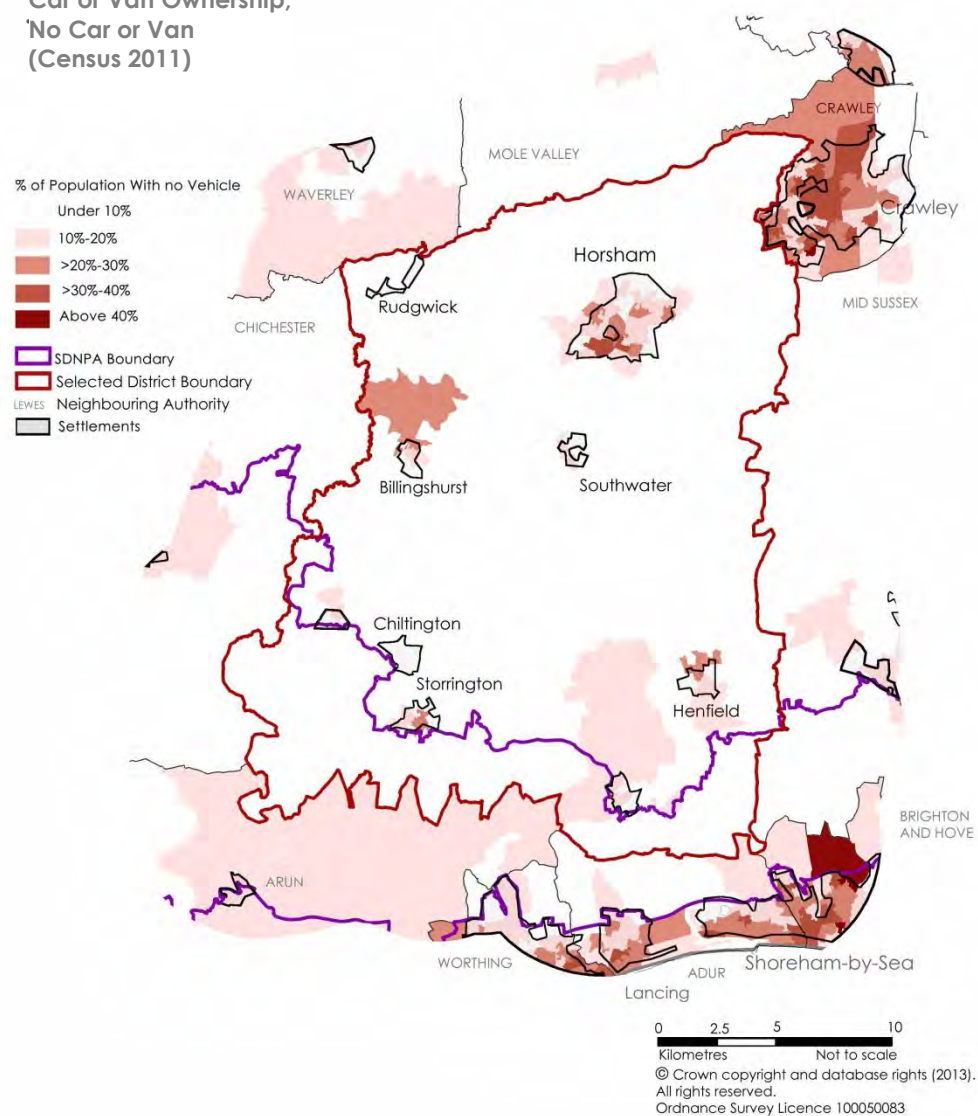 Car or Van Ownership,
'No Car or Van
(Census 2011)
CRAWLEY
MOLE VALLEY
WAVERLEY
% of Population With no Vehicle
Under 10%
10%-20%
>20%-30%
>30%-40%
Above 40%
SDNPA Boundary
Selected District Boundary
LEWES Neighbouring Authority
Settlements
Crawley
Horsham
MID SUSSEX
Rudgwick
CHICHESTER
Billingshurst
Southwater
Chiltington
Storrington
Henfield
BRIGHTON
AND HOVE
ARUN
WORTHING
ADUR
Shoreham-by-Sea
Lancing
0 2.5 5 10
Kilometres Not to scale
© Crown copyright and database rights (2013).
All rights reserved.
Ordnance Survey Licence 100050083